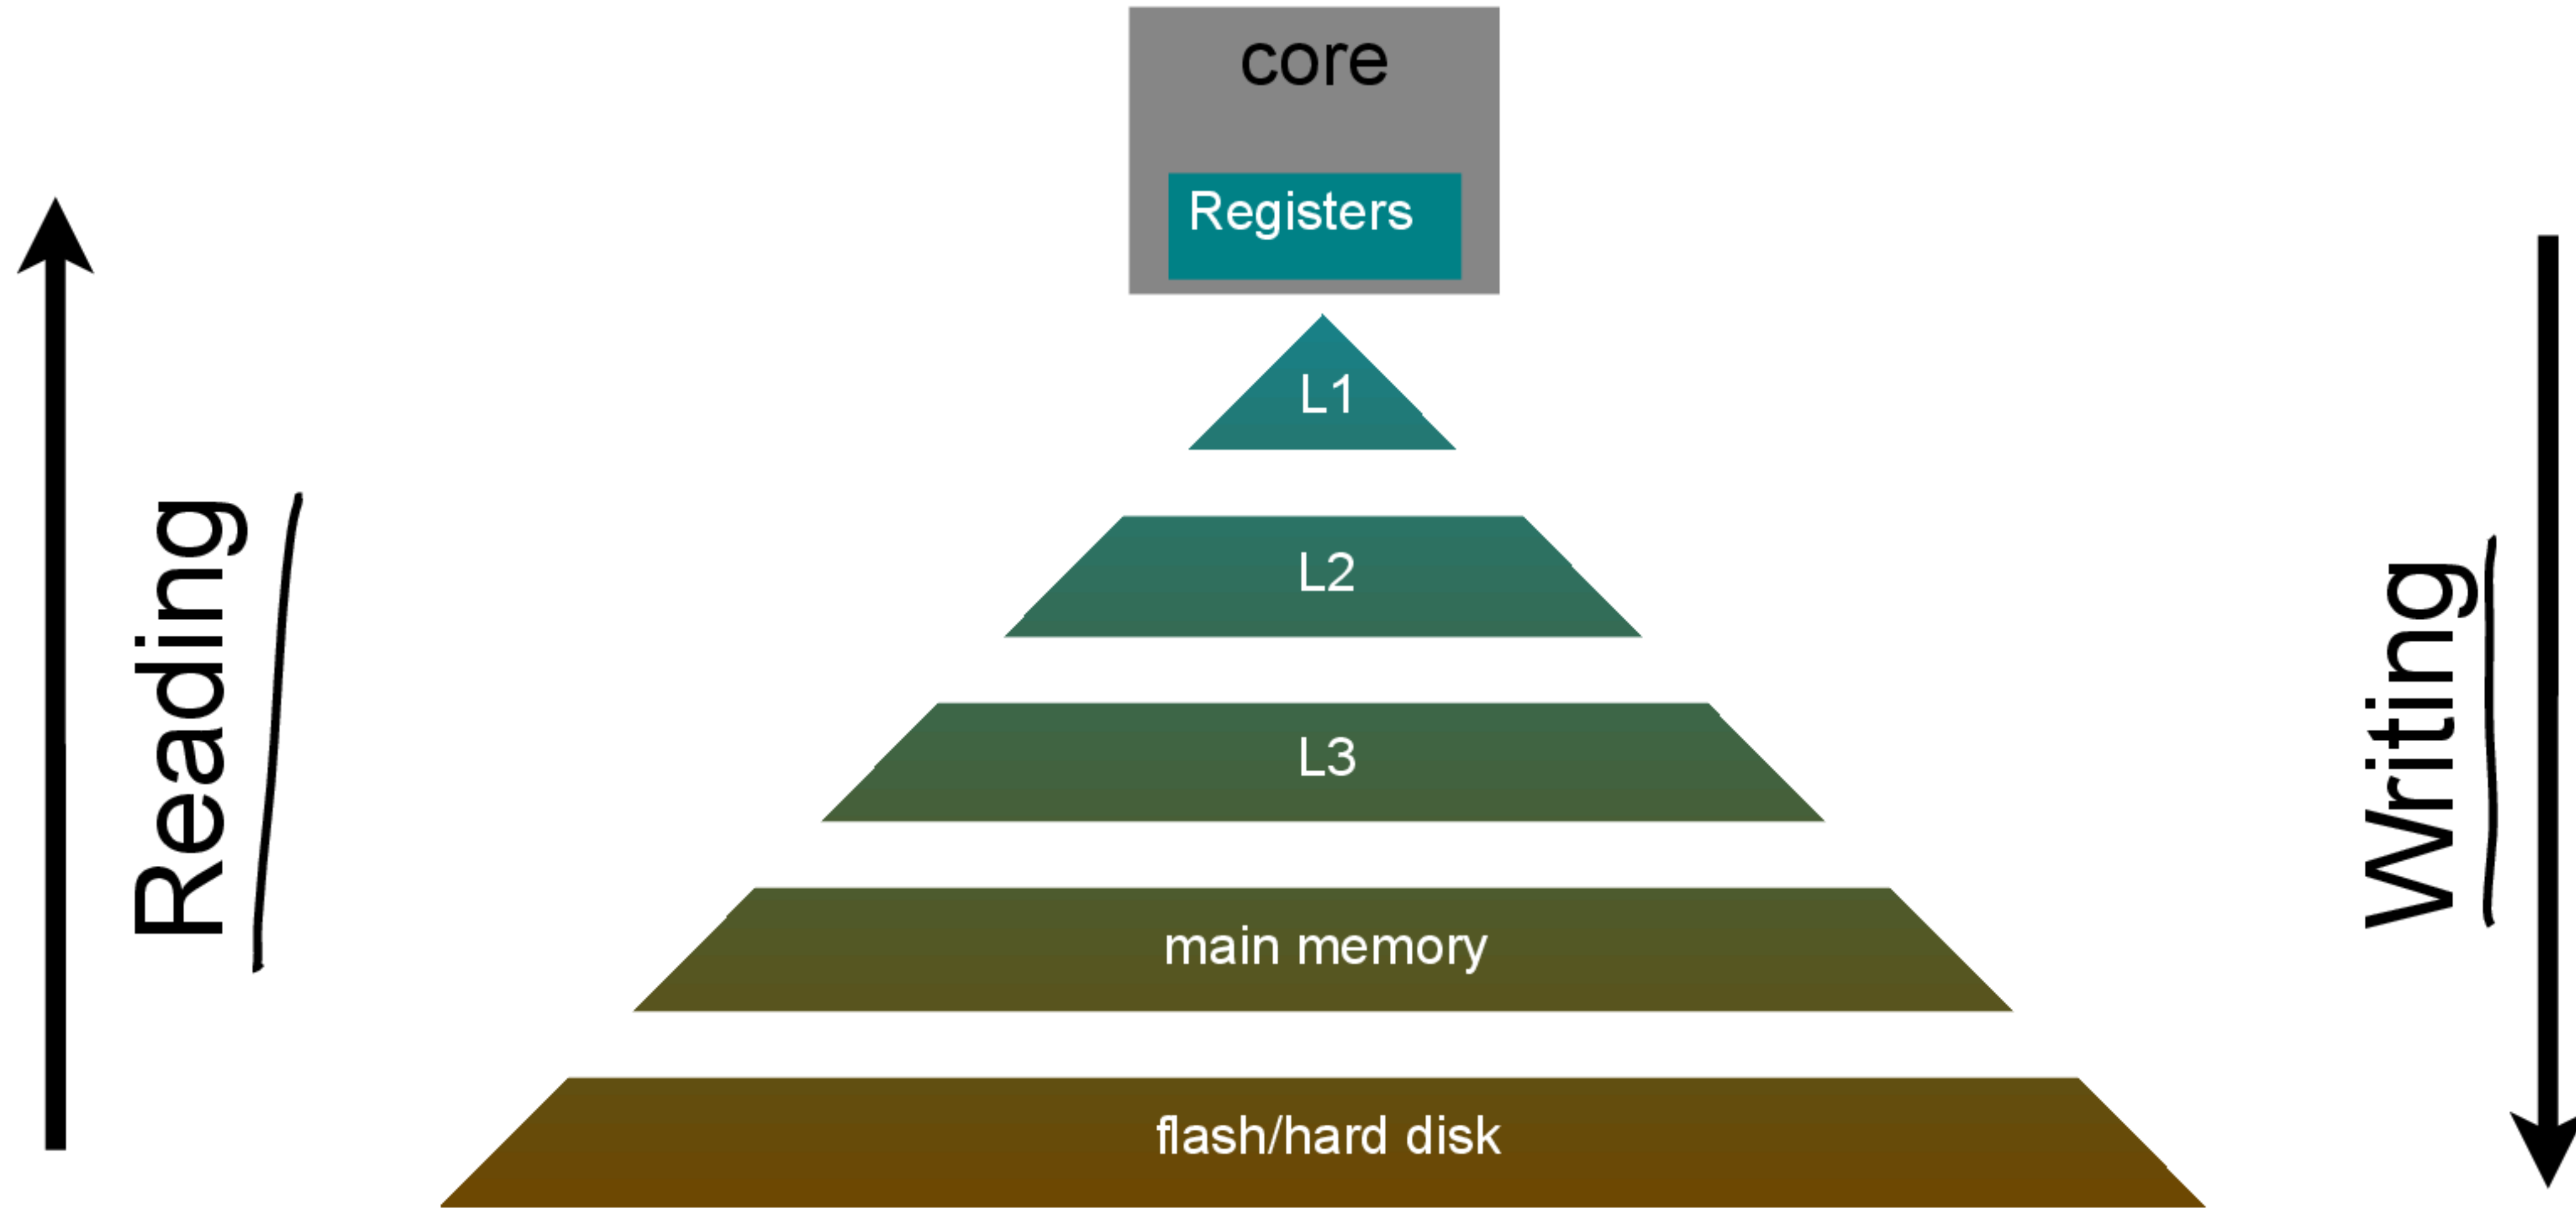 core
Registers
L1
L2
L3
main memory
flash/hard disk
Reading
Writing